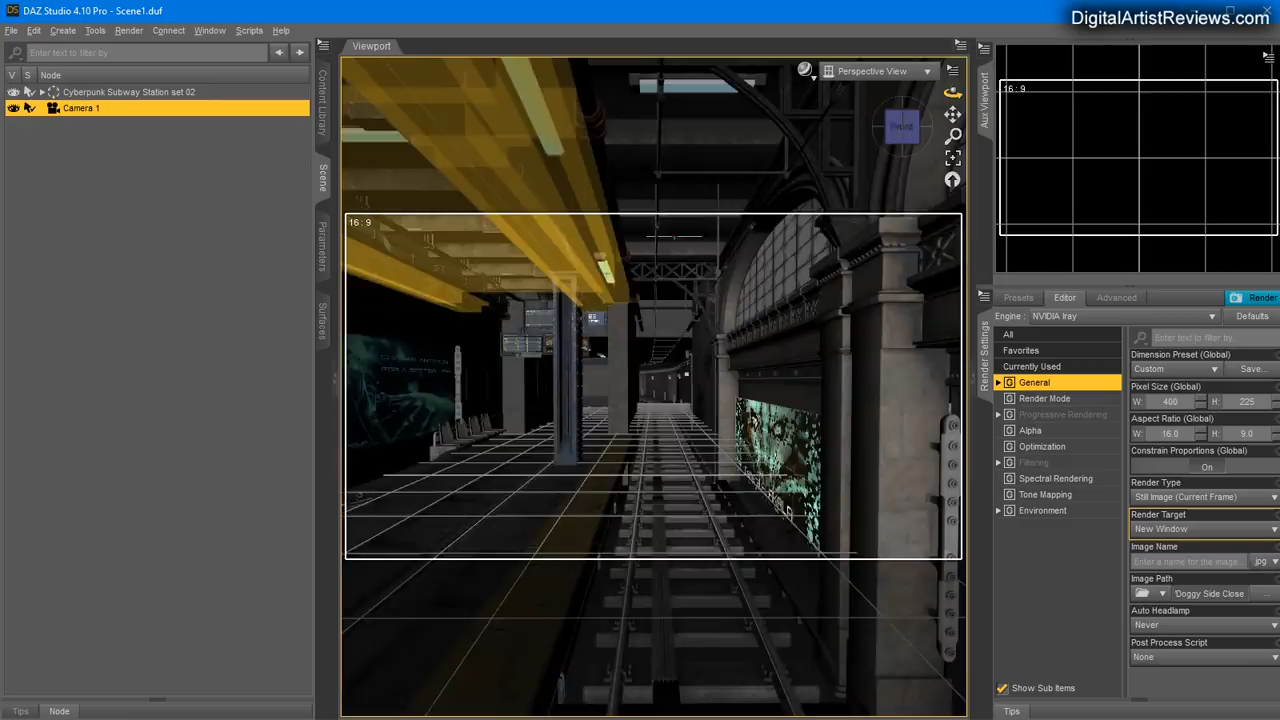 DAZ Studio 4.10 Pro - Scene1.duf
DigitalArtistReviews.com
File Edit Create Tools Render Connect Window Scripts Help
Enter text to filter by
V S Node
Cyberpunk Subway Station set 02
Camera 1
Content Library
Scene
Parameters
Surfaces
Tips Node
Viewport
Perspective View
Front
16 : 9
Aux Viewport
16 : 9
Render Settings
Presets Editor Advanced Render
Engine : NVIDIA Iray Defaults
All
Favorites
Currently Used
General
Render Mode
Progressive Rendering
Alpha
Optimization
Filtering
Spectral Rendering
Tone Mapping
Environment
Show Sub Items
Enter text to filter by...
Dimension Preset (Global)
Custom Save...
Pixel Size (Global)
W: 400 H: 225
Aspect Ratio (Global)
W: 16.0 H: 9.0
Constrain Proportions (Global)
On
Render Type
Still Image (Current Frame)
Render Target
New Window
Image Name
Enter a name for the image... jpg
Image Path
'Doggy Side Close ...
Auto Headlamp
Never
Post Process Script
None
Tips